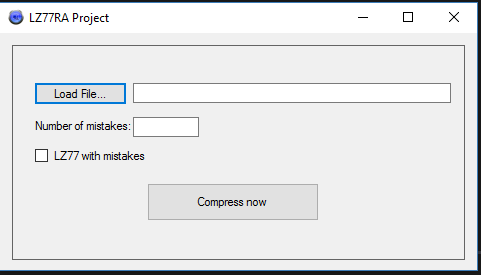 LZ77RA Project
Load File...
Number of mistakes:
LZ77 with mistakes
Compress now